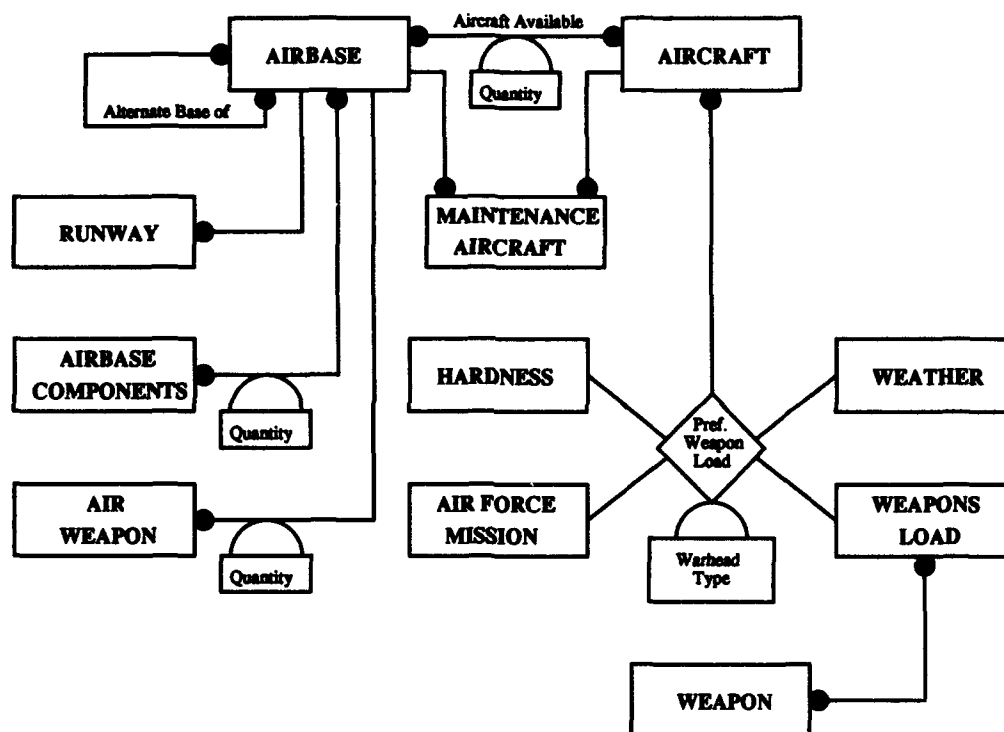 Aircraft Available
AIRBASE
AIRCRAFT
Quantity
Alternate Base of
RUNWAY
MAINTENANCE
AIRCRAFT
AIRBASE
COMPONENTS
HARDNESS
WEATHER
Quantity
Pref.
Weapon
Load
AIR
WEAPON
AIR FORCE
MISSION
WEAPONS
LOAD
Quantity
Warhead
Type
WEAPON